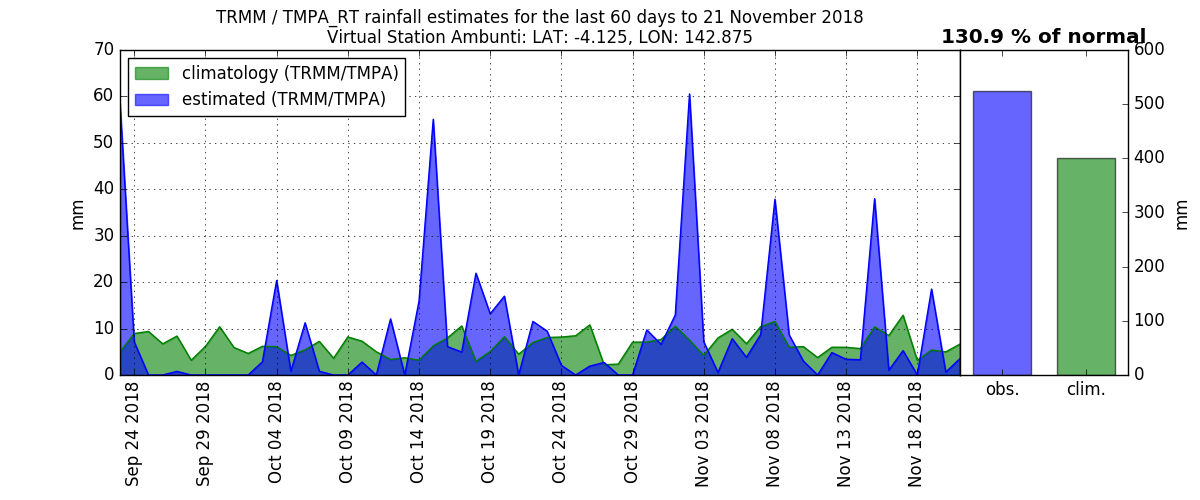 TRMM / TMPA_RT rainfall estimates for the last 60 days to 21 November 2018
Virtual Station Ambunti: LAT: -4.125, LON: 142.875
130.9 % of normal
climatology (TRMM/TMPA)
estimated (TRMM/TMPA)
70
60
50
40
30
20
10
0
mm
Sep 24 2018
Sep 29 2018
Oct 04 2018
Oct 09 2018
Oct 14 2018
Oct 19 2018
Oct 24 2018
Oct 29 2018
Nov 03 2018
Nov 08 2018
Nov 13 2018
Nov 18 2018
600
500
400
300
200
100
0
mm
obs.
clim.